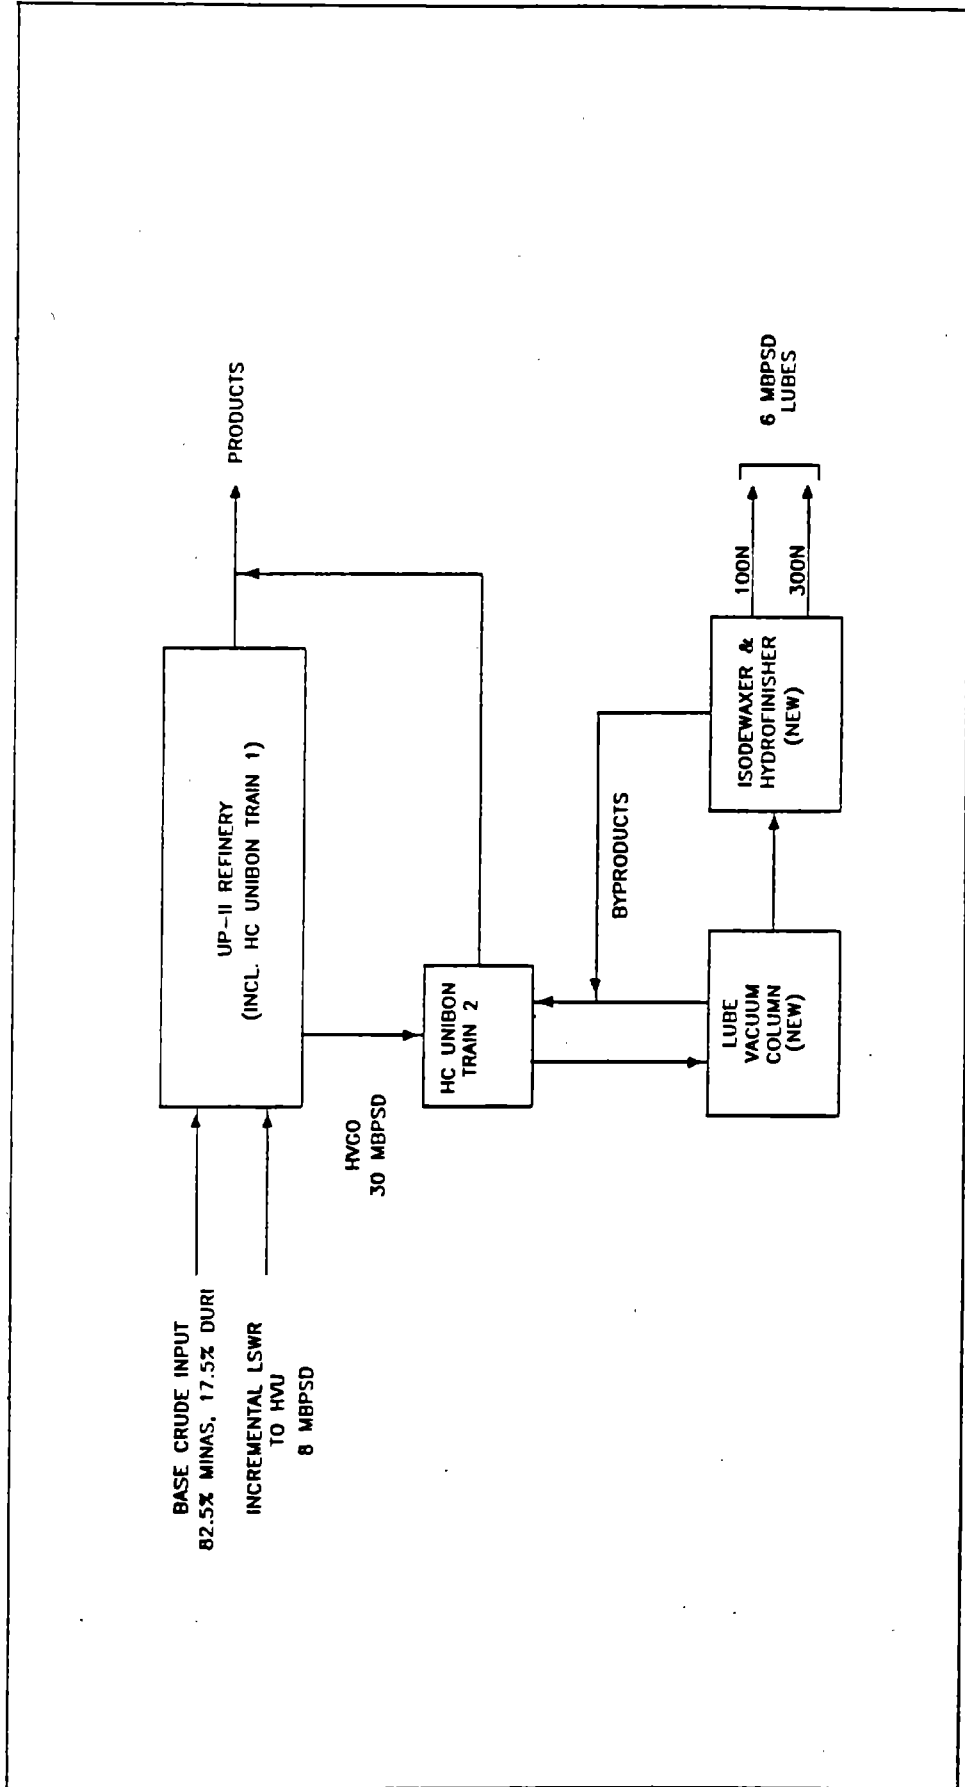 BASE CRUDE INPUT
82.5% MINAS, 17.5% DURI
INCREMENTAL LSWR
TO HVU
8 MBPSD
UP-II REFINERY
(INCL. HC UNIBON TRAIN 1)
PRODUCTS
HVGO
30 MBPSD
HC UNIBON
TRAIN 2
BYPRODUCTS
LUBE
VACUUM
COLUMN
(NEW)
ISODEWAXER &
HYDROFINISHER
(NEW)
100N
300N
6 MBPSD
LUBES